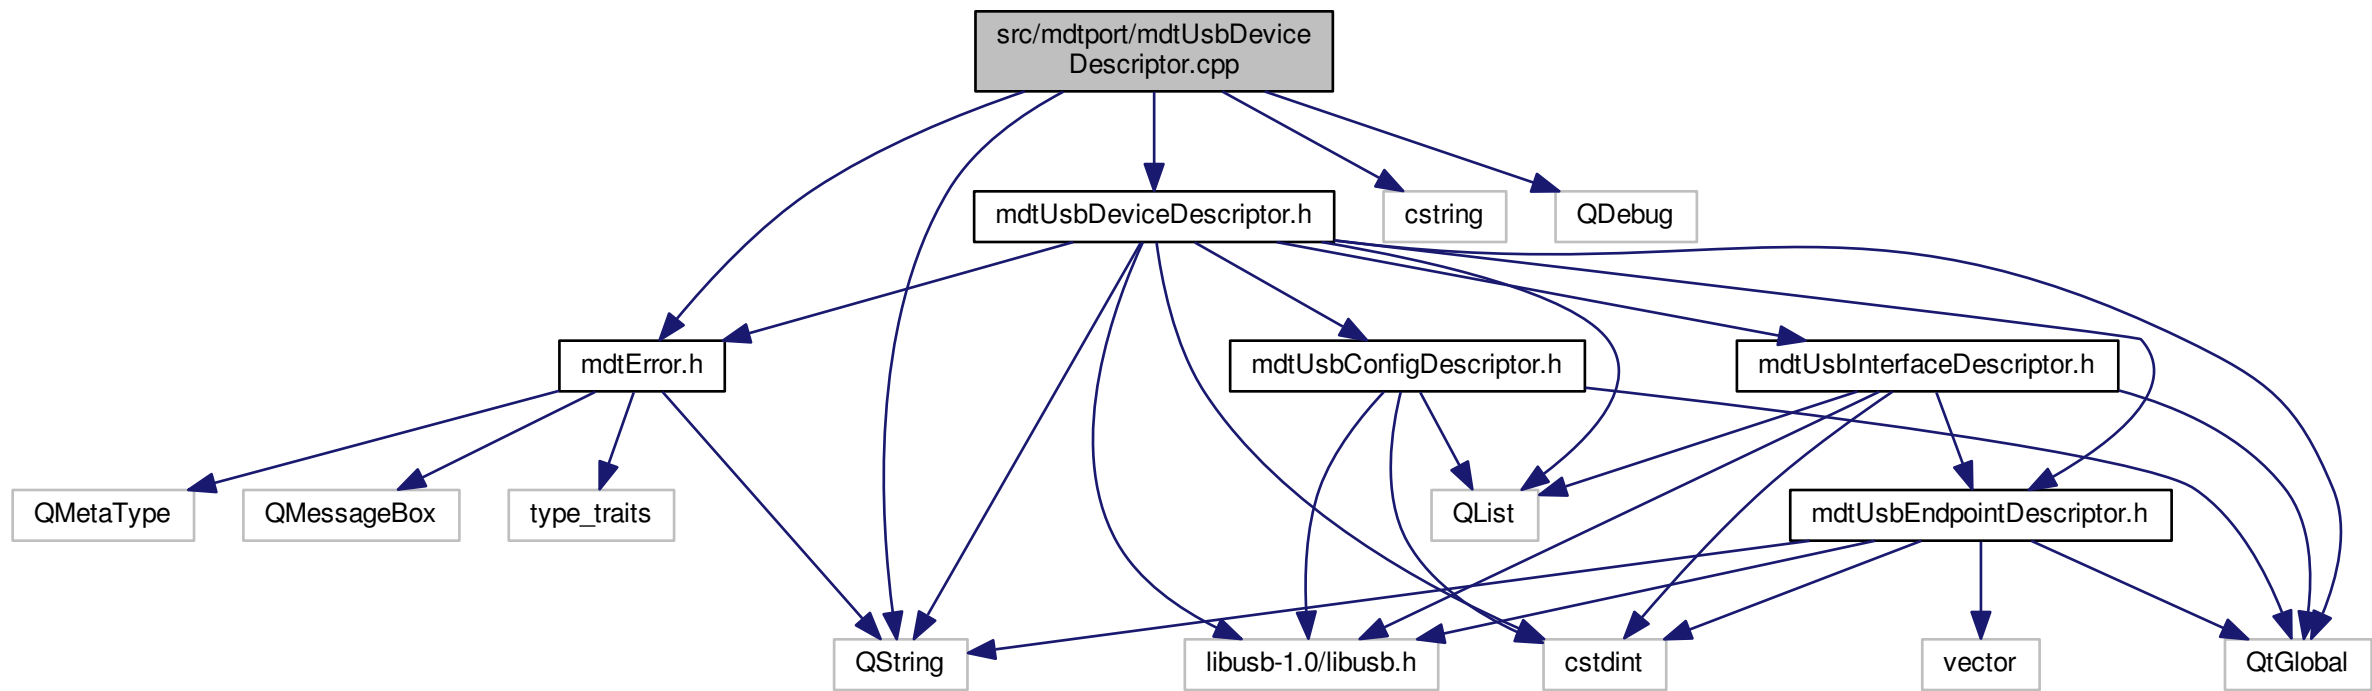 src/mdtport/mdtUsbDevice
Descriptor.cpp
mdtUsbDeviceDescriptor.h
cstring
QDebug
mdtError.h
mdtUsbConfigDescriptor.h
mdtUsbInterfaceDescriptor.h
QMetaType
QMessageBox
type_traits
QList
mdtUsbEndpointDescriptor.h
QString
libusb-1.0/libusb.h
cstdint
vector
QtGlobal